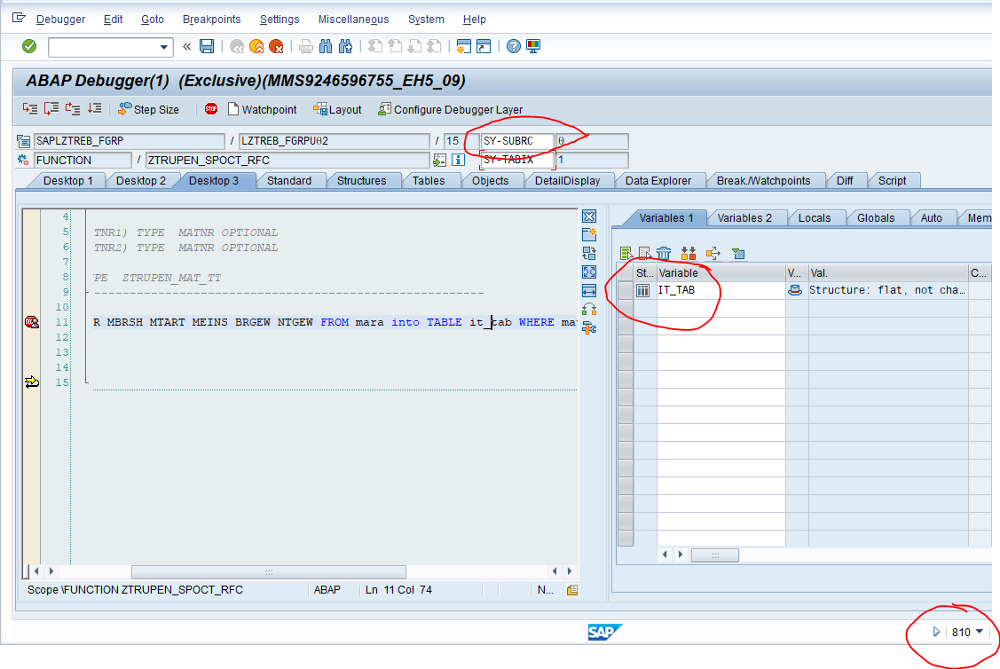 Debugger Edit Goto Breakpoints Settings Miscellaneous System Help
ABAP Debugger(1) (Exclusive)(MMS9246596755_EH5_09)
Step Size STOP Watchpoint Layout Configure Debugger Layer
SAPLZTREB_FGRP / LZTREB_FGRPU02 / 15 SY-SUBRC 0
FUNCTION / ZTRUPEN_SPOCT_RFC SY-TABIX 1
Desktop 1 Desktop 2 Desktop 3 Standard Structures Tables Objects DetailDisplay Data Explorer Break./Watchpoints Diff Script
Variables 1 Variables 2 Locals Globals Auto Mem
St... Variable V... Val. C...
IT_TAB Structure: flat, not cha...
4
5 TNR1) TYPE MATNR OPTIONAL
6 TNR2) TYPE MATNR OPTIONAL
7
8 PE ZTRUPEN_MAT_TT
9 -------------------------------------------------------
10
11 R MBRSH MTART MEINS BRGEW NTGEW FROM mara into TABLE it_tab WHERE ma
12
13
14
15
Scope \FUNCTION ZTRUPEN_SPOCT_RFC ABAP Ln 11 Col 74 N...
SAP 810